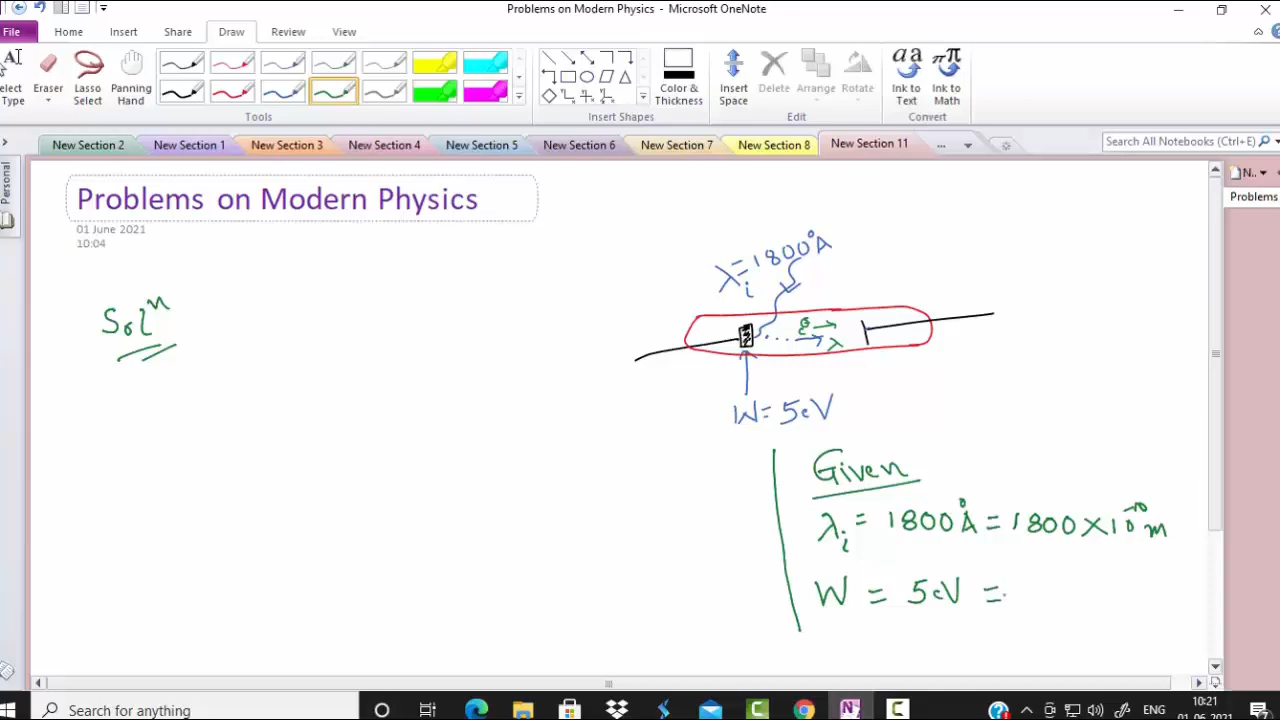 Problems on Modern Physics - Microsoft OneNote
File Home Insert Share Draw Review View
Select Type
Eraser
Lasso Select
Panning Hand
Color & Thickness
Insert Space
Delete
Arrange
Rotate
Ink to Text
Ink to Math
Tools
Insert Shapes
Edit
Convert
New Section 2
New Section 1
New Section 3
New Section 4
New Section 5
New Section 6
New Section 7
New Section 8
New Section 11
...
Search All Notebooks (Ctrl+E)
Personal
N..
Problems
Problems on Modern Physics
01 June 2021
10:04
Solⁿ
λᵢ = 1800 Å
e⁻ →
λ
W = 5eV
Given
λᵢ = 1800 Å = 1800 × 10⁻¹⁰ m
W = 5eV =
Search for anything
ENG
10:21
01-06-2021